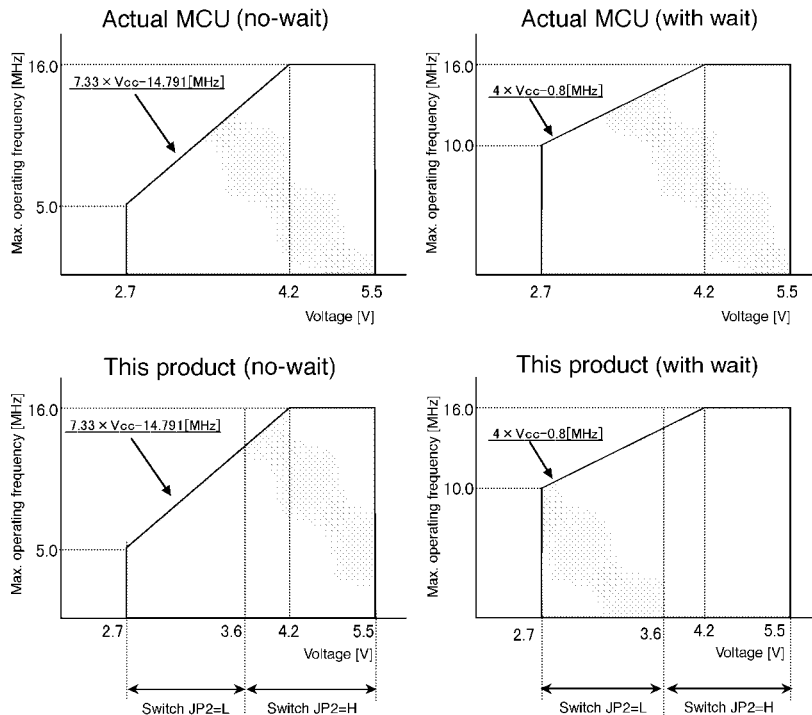 Actual MCU (no-wait)
Max. operating frequency [MHz]
16.0
7.33 × Vcc−14.791[MHz]
5.0
2.7
4.2
5.5
Voltage [V]
Actual MCU (with wait)
Max. operating frequency [MHz]
16.0
4 × Vcc−0.8[MHz]
10.0
2.7
4.2
5.5
Voltage [V]
This product (no-wait)
Max. operating frequency [MHz]
16.0
7.33 × Vcc−14.791[MHz]
5.0
2.7
3.6
4.2
5.5
Voltage [V]
Switch JP2=L
Switch JP2=H
This product (with wait)
Max. operating frequency [MHz]
16.0
4 × Vcc−0.8[MHz]
10.0
2.7
3.6
4.2
5.5
Voltage [V]
Switch JP2=L
Switch JP2=H